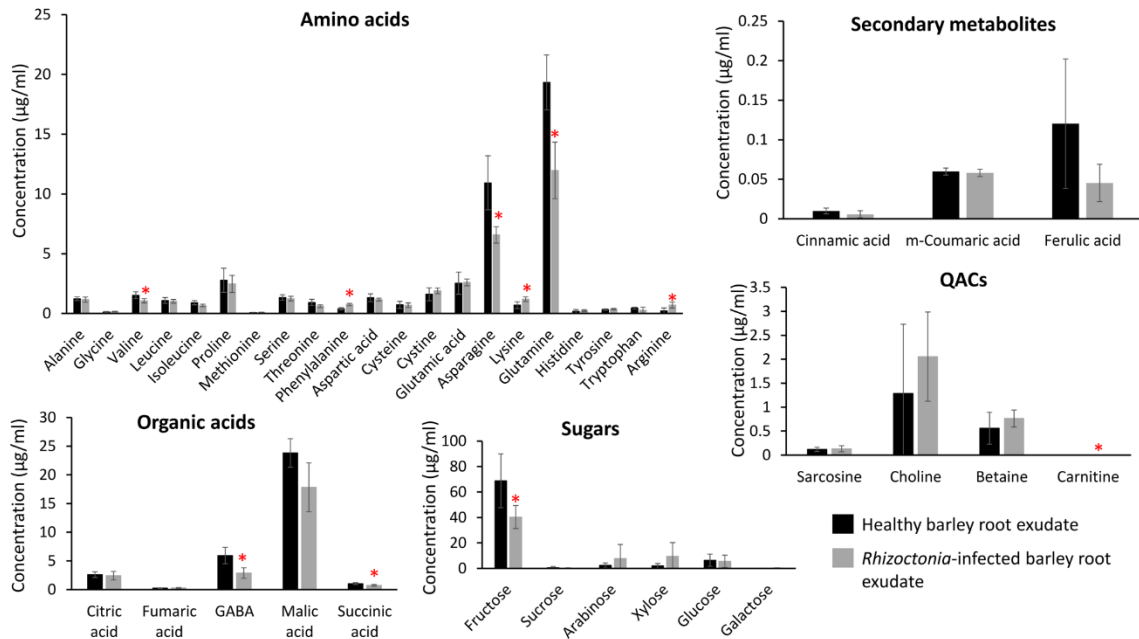 Amino acids
Concentration (µg/ml)
25
20
15
10
5
0
*
*
*
*
*
*
Alanine
Glycine
Valine
Leucine
Isoleucine
Proline
Methionine
Serine
Threonine
Phenylalanine
Aspartic acid
Cysteine
Cystine
Glutamic acid
Asparagine
Lysine
Glutamine
Histidine
Tyrosine
Tryptophan
Arginine
Secondary metabolites
Concentration (µg/ml)
0.25
0.2
0.15
0.1
0.05
0
Cinnamic acid
m-Coumaric acid
Ferulic acid
QACs
Concentration (µg/ml)
3.5
3
2.5
2
1.5
1
0.5
0
*
Sarcosine
Choline
Betaine
Carnitine
Organic acids
Concentration (µg/ml)
30
25
20
15
10
5
0
*
*
Citric
acid
Fumaric
acid
GABA
Malic
acid
Succinic
acid
Sugars
Concentration (µg/ml)
100
80
60
40
20
0
*
Fructose
Sucrose
Arabinose
Xylose
Glucose
Galactose
Healthy barley root exudate
Rhizoctonia-infected barley root
exudate